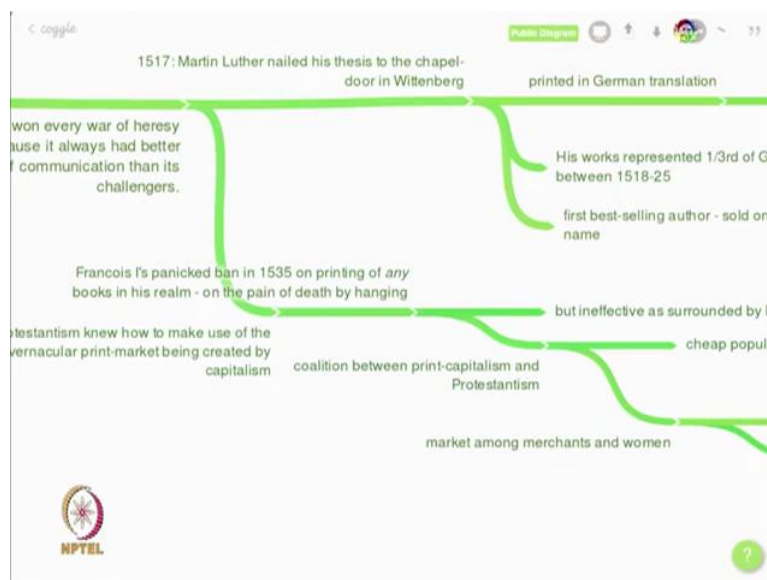 coggle
Public Diagram
1517: Martin Luther nailed his thesis to the chapel-
door in Wittenberg
printed in German translation
won every war of heresy
it always had better
communication than its
challengers.
His works represented 1/3rd of
between 1518-25
first best-selling author - sold
name
Francois I's panicked ban in 1535 on printing of any
books in his realm - on the pain of death by hanging
but ineffective as surrounded by
knew how to make use of the
vernacular print-market being created by
capitalism
cheap
coalition between print-capitalism and
Protestantism
market among merchants and women
NPTEL
?